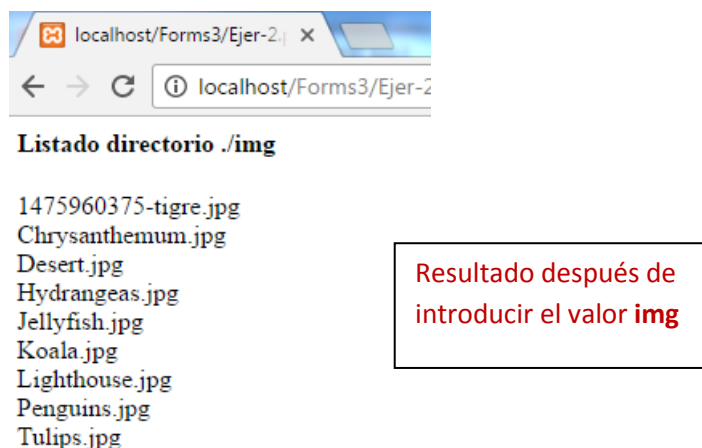 localhost/Forms3/Ejer-2.
localhost/Forms3/Ejer-2
Listado directorio ./img
1475960375-tigre.jpg
Chrysanthemum.jpg
Desert.jpg
Hydrangeas.jpg
Jellyfish.jpg
Koala.jpg
Lighthouse.jpg
Penguins.jpg
Tulips.jpg
Resultado después de
introducir el valor img